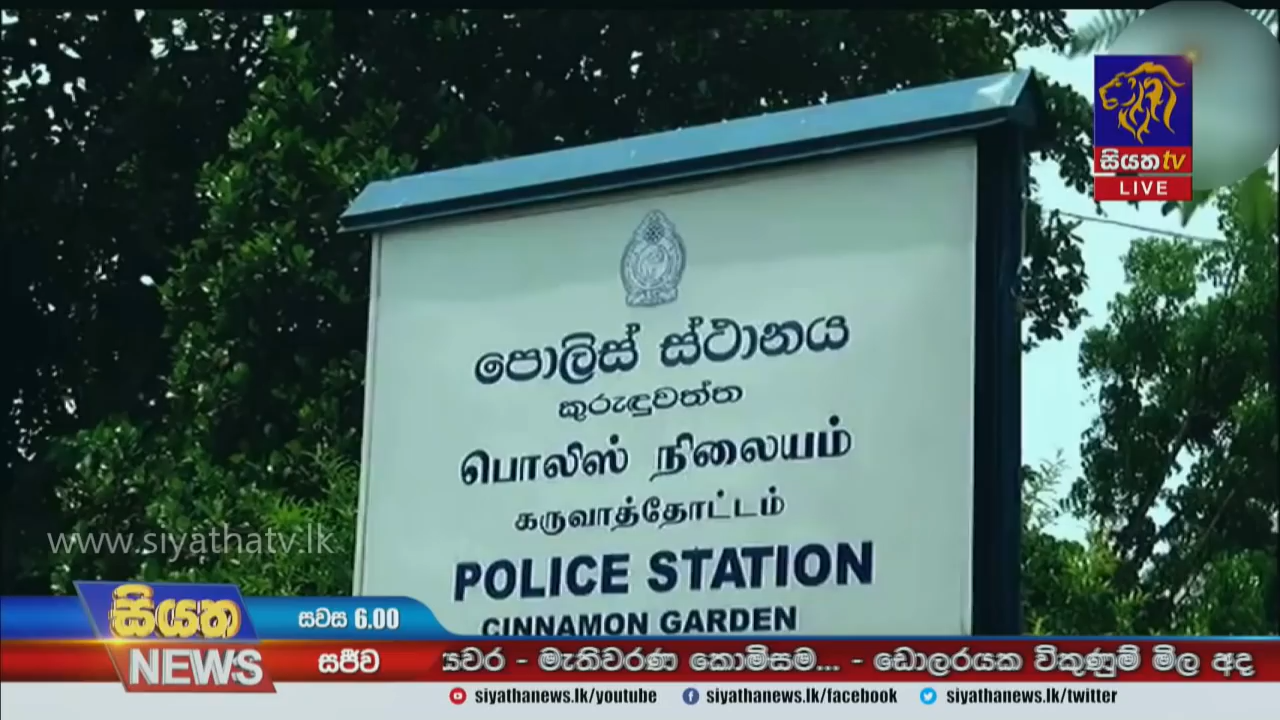 සියත tv
LIVE
පොලිස් ස්ථානය
කුරුඳුවත්ත
பொலிஸ் நிலையம்
கருவாத்தோட்டம்
POLICE STATION
CINNAMON GARDEN
www.siyathatv.lk
සියත
NEWS
සවස 6.00
සජීව
යවර - මැතිවරණ කොමිසම... - ඩොලරයක විකුණුම් මිල අද
siyathanews.lk/youtube
siyathanews.lk/facebook
siyathanews.lk/twitter